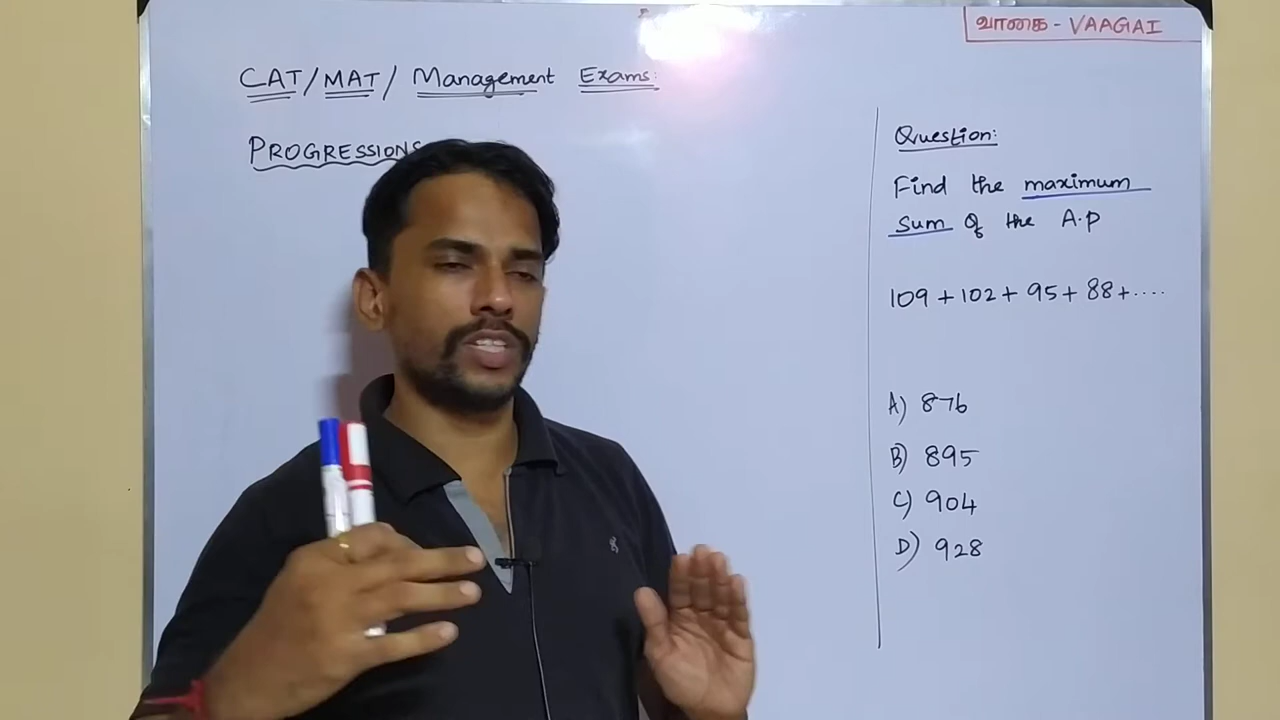 வாகை - VAAGAI
CAT/MAT/ Management Exams:
PROGRESSIONS
Question:
Find the maximum
sum of the A.P
109 + 102 + 95 + 88 + ....
A) 876
B) 895
C) 904
D) 928